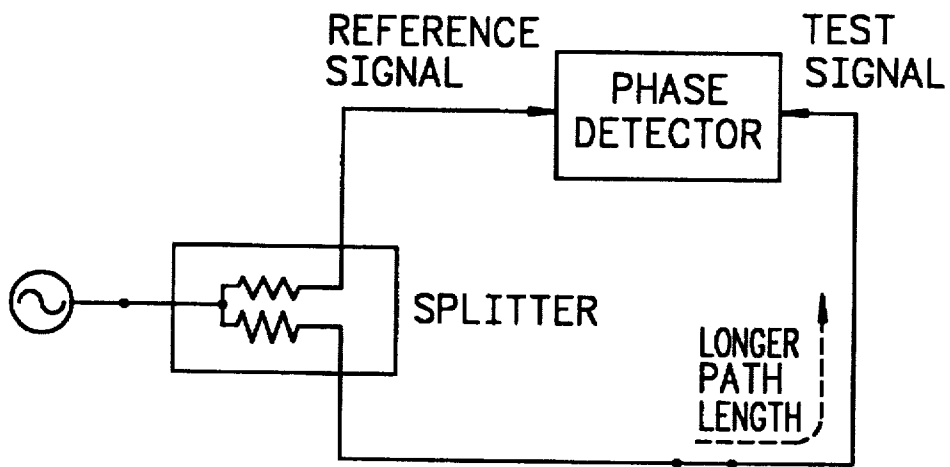 REFERENCE
SIGNAL
PHASE
DETECTOR
TEST
SIGNAL
SPLITTER
LONGER
PATH
LENGTH